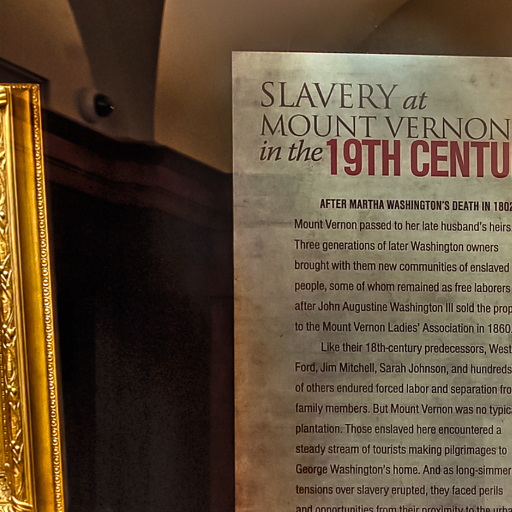 SLAVERY at
MOUNT VERNON
in the 19TH CENTU
AFTER MARTHA WASHINGTON'S DEATH IN 1802
Mount Vernon passed to her late husband's heirs.
Three generations of later Washington owners
brought with them new communities of enslaved
people, some of whom remained as free laborers
after John Augustine Washington III sold the prop
to the Mount Vernon Ladies' Association in 1860.
Like their 18th-century predecessors, West
Ford, Jim Mitchell, Sarah Johnson, and hundreds
of others endured forced labor and separation fro
family members. But Mount Vernon was no typic
plantation. Those enslaved here encountered a
steady stream of tourists making pilgrimages to
George Washington's home. And as long-simmer
tensions over slavery erupted, they faced perils
and opportunities from their proximity to the urba